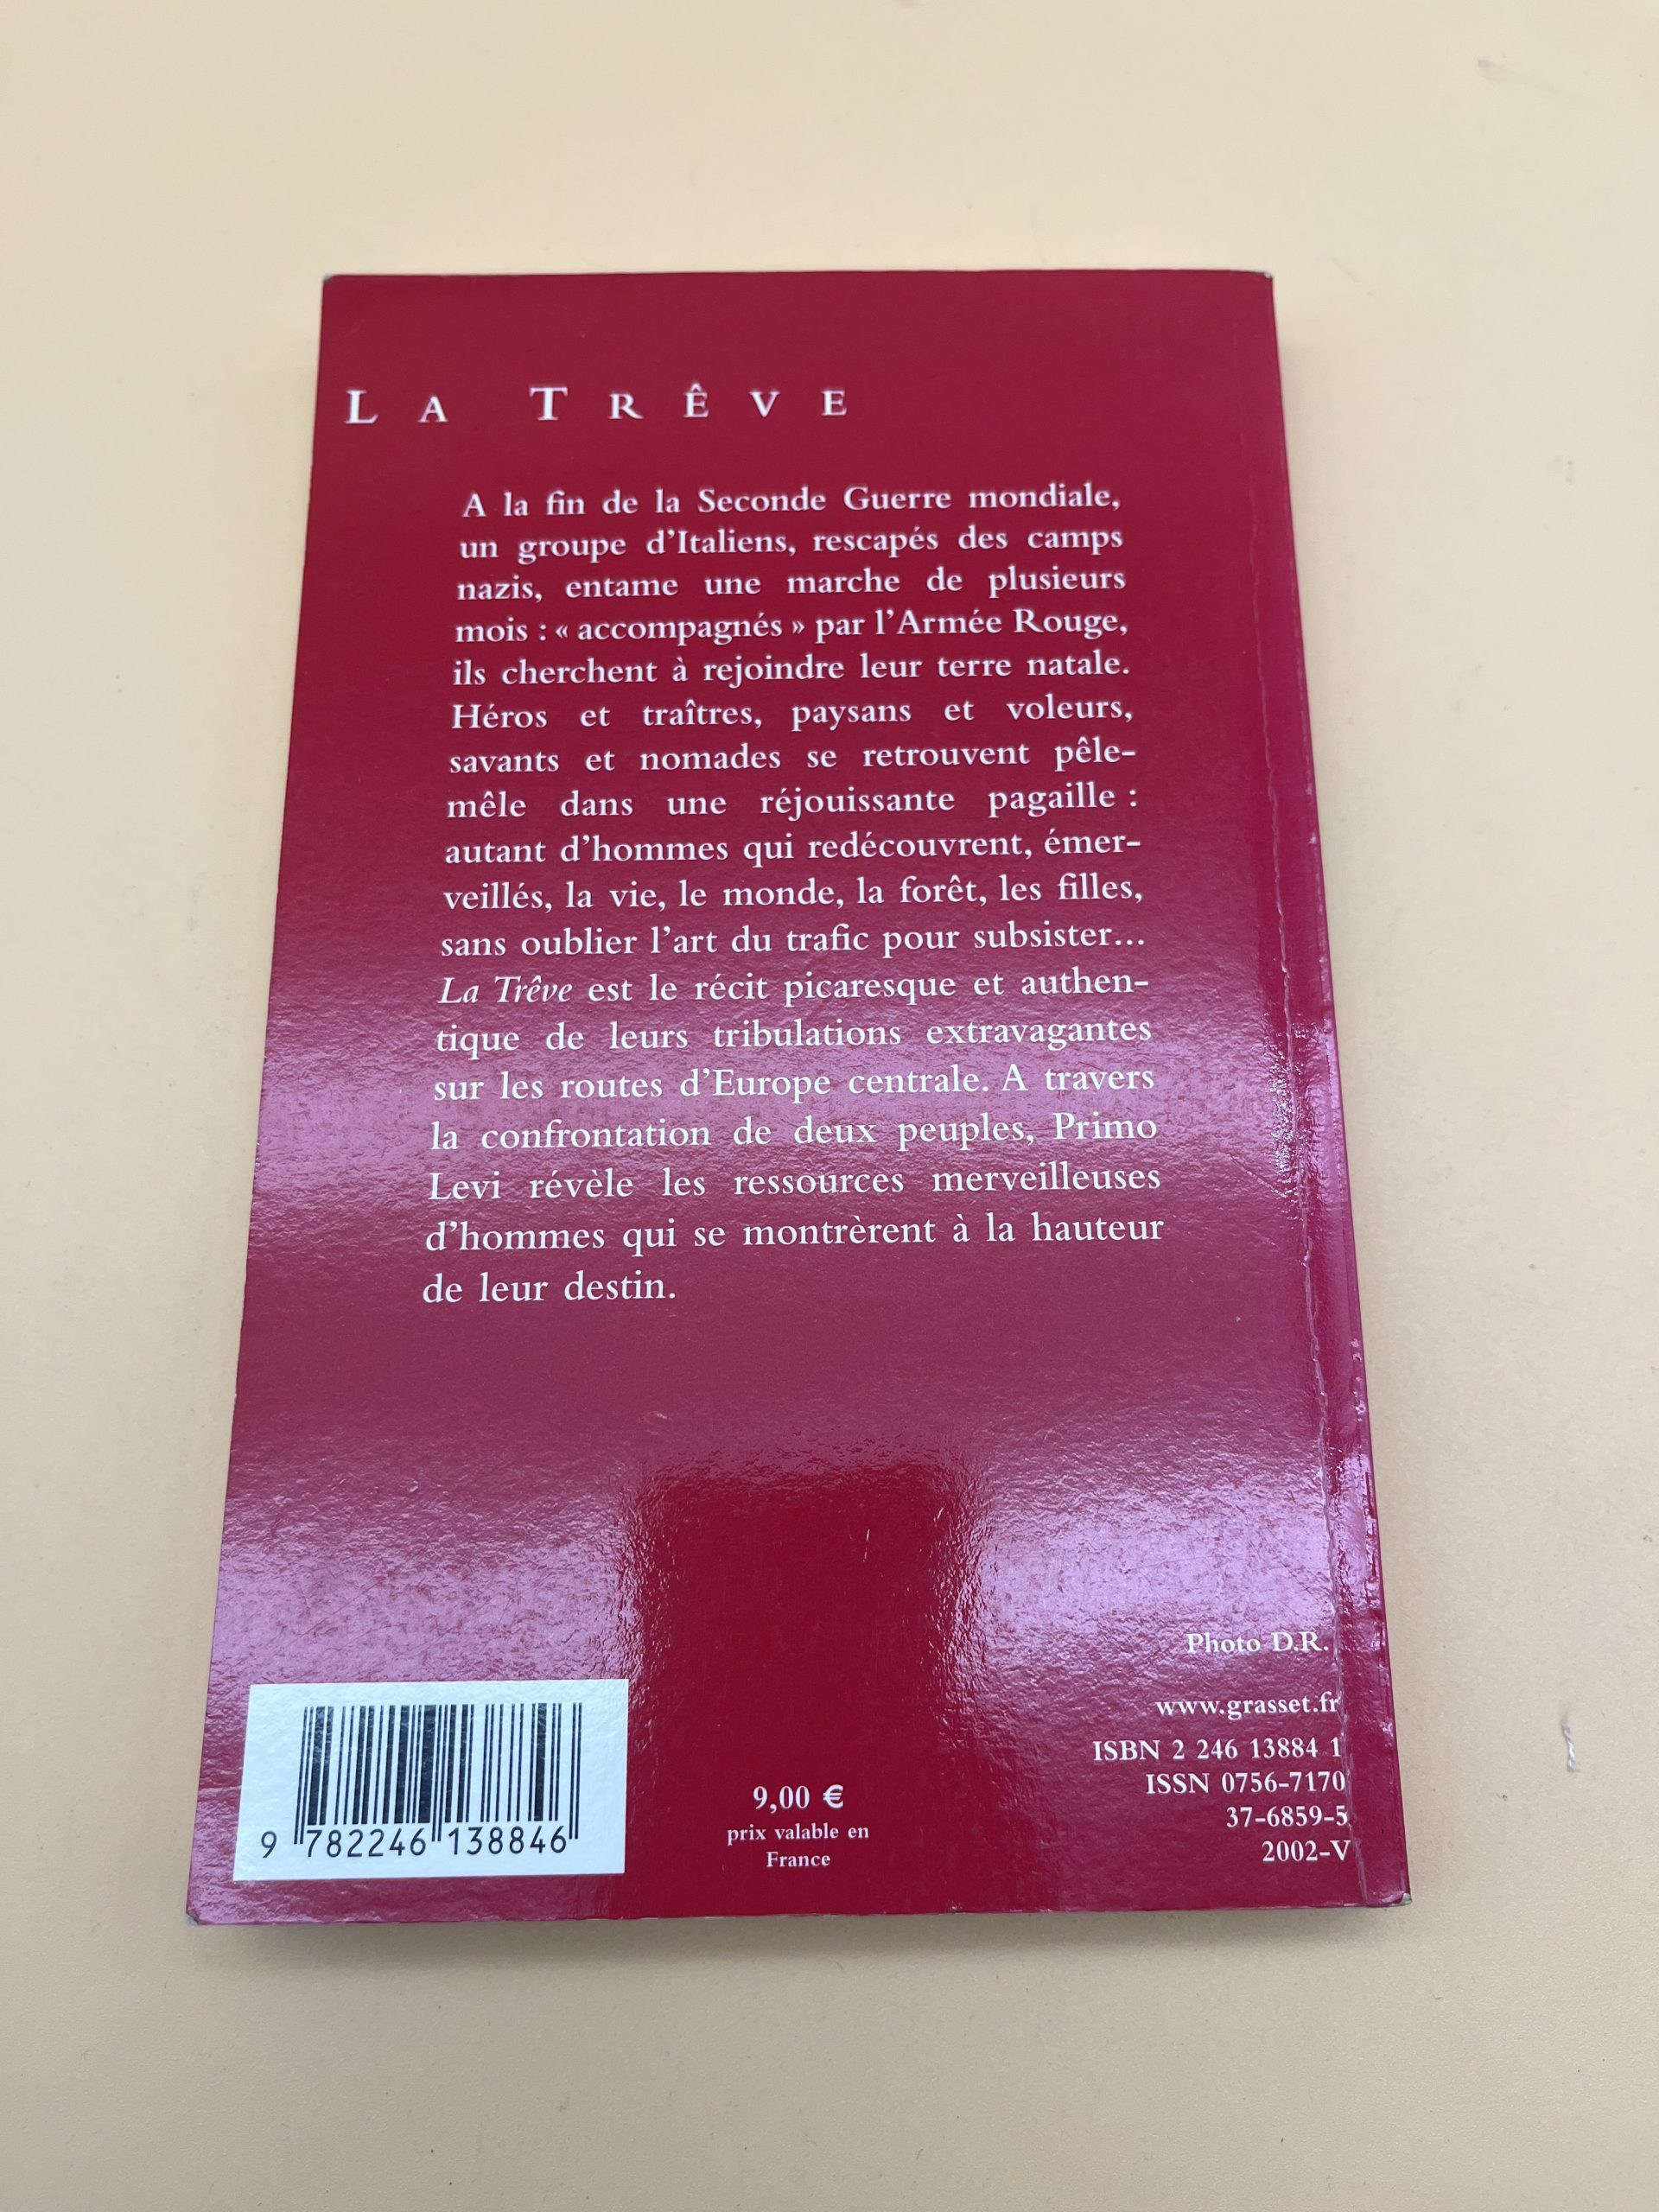 LA TRÊVE
A la fin de la Seconde Guerre mondiale,
un groupe d'Italiens, rescapés des camps
nazis, entame une marche de plusieurs
mois : « accompagnés » par l'Armée Rouge,
ils cherchent à rejoindre leur terre natale.
Héros et traîtres, paysans et voleurs,
savants et nomades se retrouvent pêle-
mêle dans une réjouissante pagaille :
autant d'hommes qui redécouvrent, émer-
veillés, la vie, le monde, la forêt, les filles,
sans oublier l'art du trafic pour subsister...
La Trêve est le récit picaresque et authen-
tique de leurs tribulations extravagantes
sur les routes d'Europe centrale. A travers
la confrontation de deux peuples, Primo
Levi révèle les ressources merveilleuses
d'hommes qui se montrèrent à la hauteur
de leur destin.
Photo D.R.
www.grasset.fr
ISBN 2 246 13884 1
ISSN 0756-7170
37-6859-5
2002-V
9,00 €
prix valable en
France
9 782246 138846